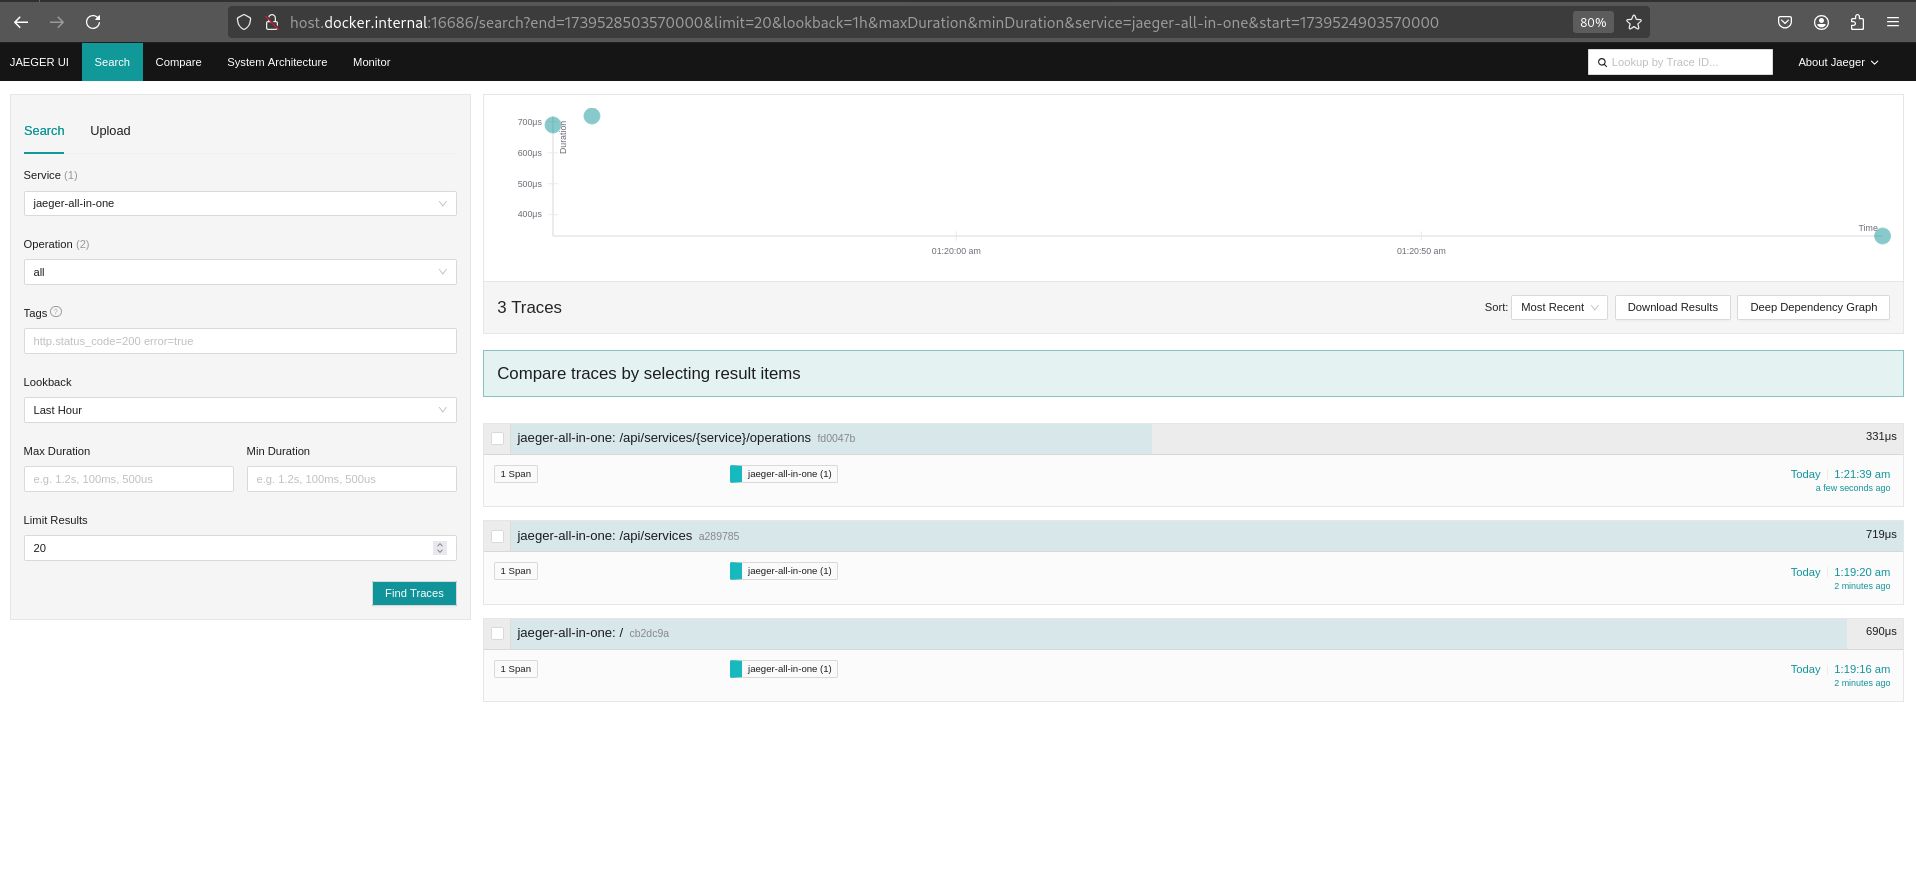 host.docker.internal:16686/search?end=1739528503570000&limit=20&lookback=1h&maxDuration&minDuration&service=jaeger-all-in-one&start=1739524903570000 80%
JAEGER UI Search Compare System Architecture Monitor Lookup by Trace ID... About Jaeger
Search Upload
Service (1)
jaeger-all-in-one
Operation (2)
all
Tags ?
http.status_code=200 error=true
Lookback
Last Hour
Max Duration Min Duration
e.g. 1.2s, 100ms, 500us e.g. 1.2s, 100ms, 500us
Limit Results
20
Find Traces
700μs
600μs
500μs
400μs
Duration
Time
01:20:00 am 01:20:50 am
3 Traces Sort: Most Recent Download Results Deep Dependency Graph
Compare traces by selecting result items
jaeger-all-in-one: /api/services/{service}/operations fd0047b 331μs
1 Span jaeger-all-in-one (1) Today 1:21:39 am
a few seconds ago
jaeger-all-in-one: /api/services a289785 719μs
1 Span jaeger-all-in-one (1) Today 1:19:20 am
2 minutes ago
jaeger-all-in-one: / cb2dc9a 690μs
1 Span jaeger-all-in-one (1) Today 1:19:16 am
2 minutes ago